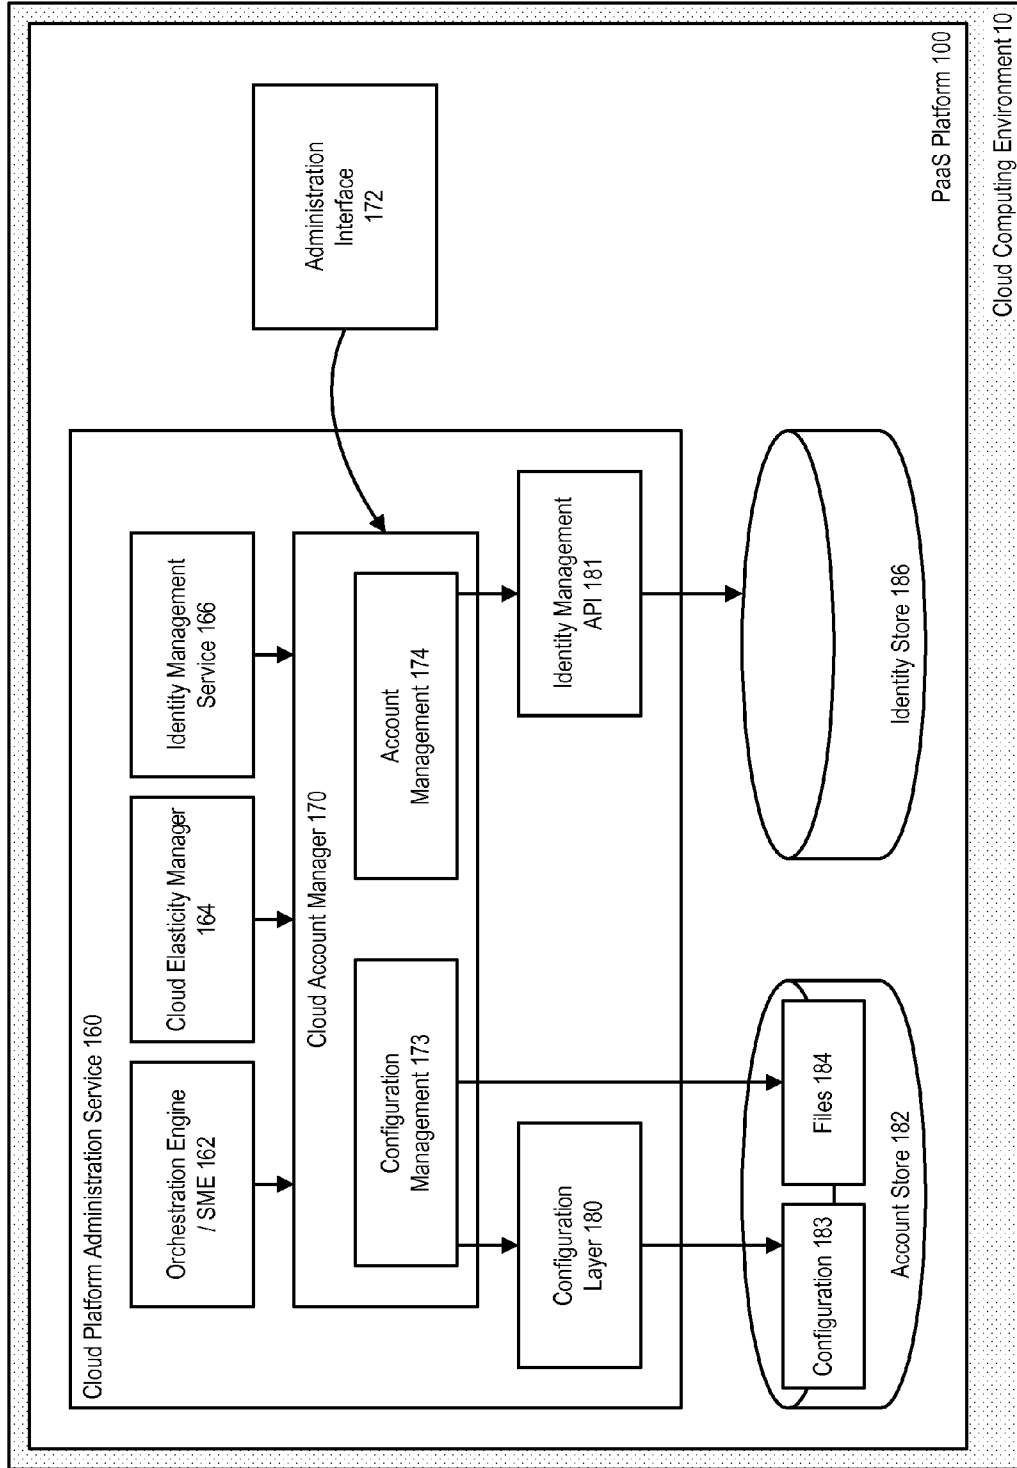 Cloud Platform Administration Service 160
Orchestration Engine
/ SME 162
Cloud Elasticity Manager
164
Identity Management
Service 166
Cloud Account Manager 170
Configuration
Management 173
Account
Management 174
Administration
Interface
172
Configuration
Layer 180
Identity Management
API 181
Configuration 183
Files 184
Account Store 182
Identity Store 186
PaaS Platform 100
Cloud Computing Environment 10